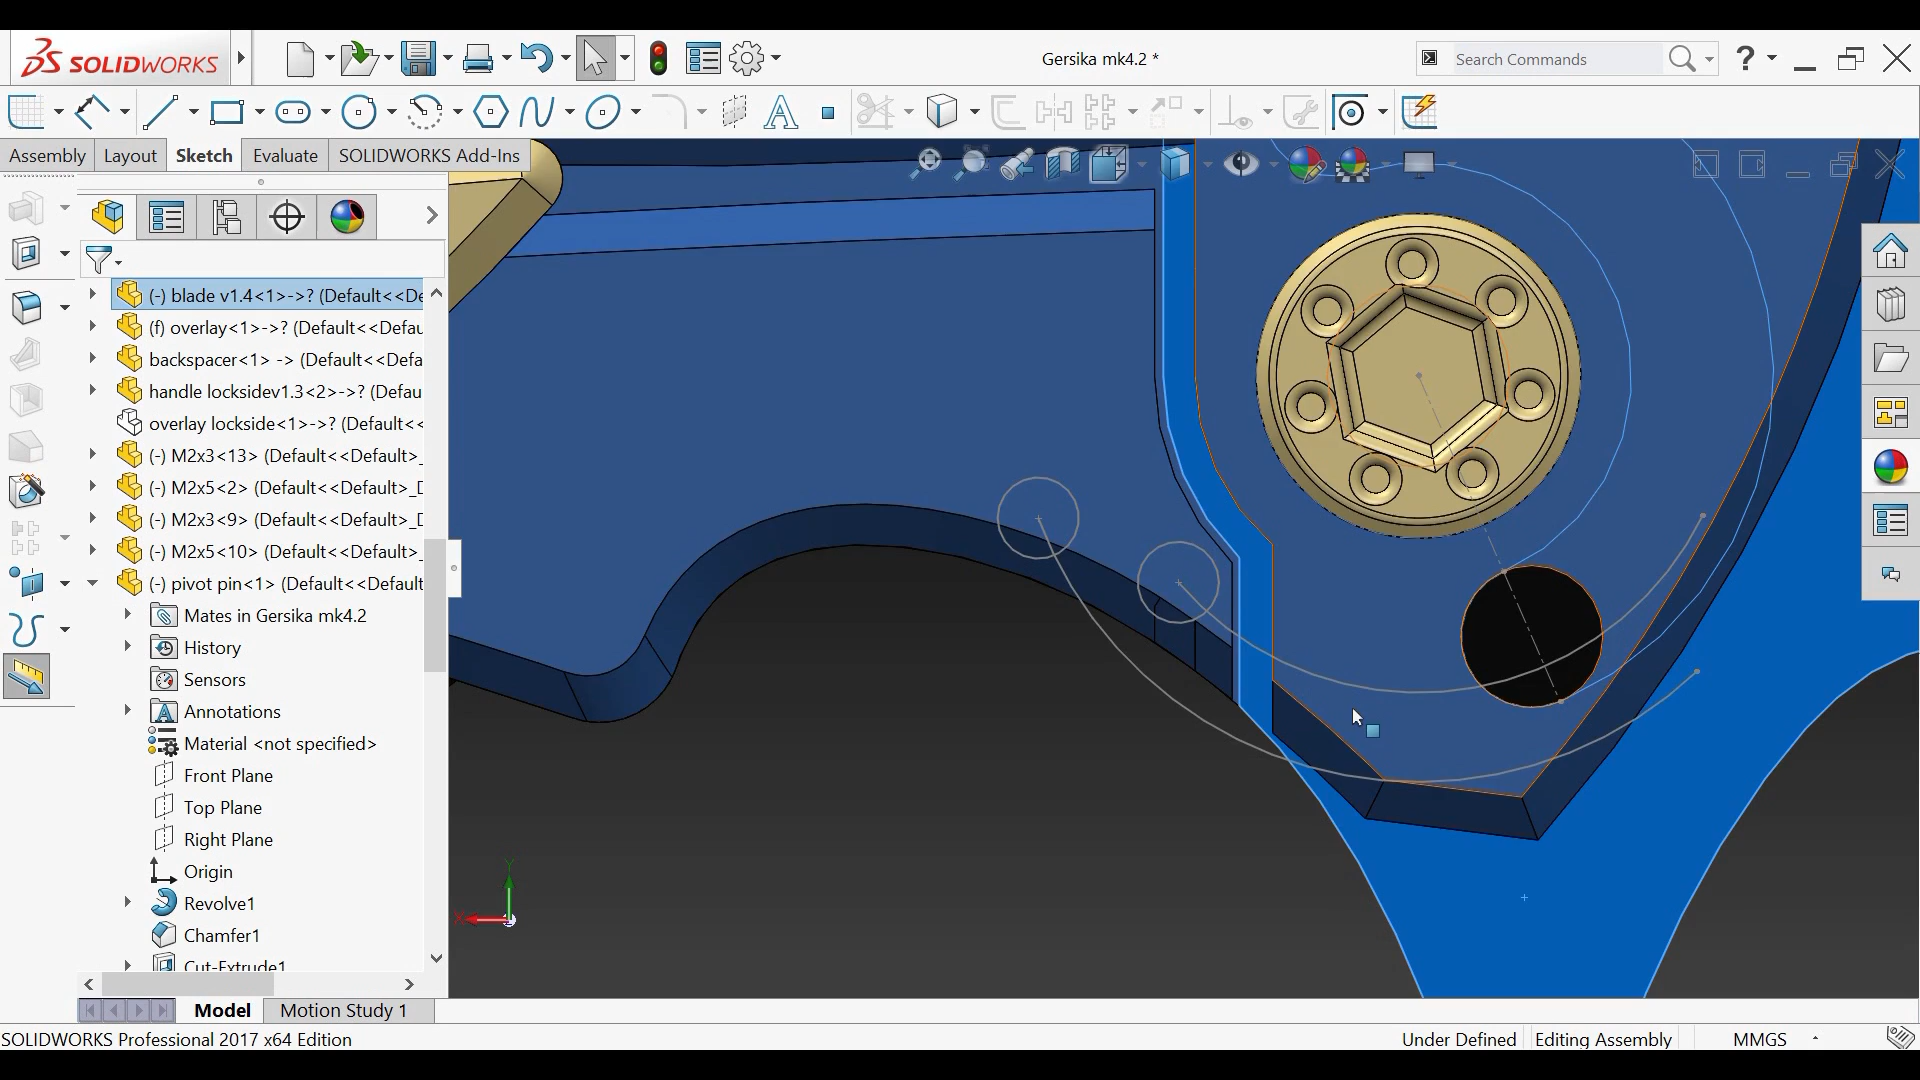 SOLIDWORKS
Gersika mk4.2 *
Search Commands
?
Assembly
Layout
Sketch
Evaluate
SOLIDWORKS Add-Ins
(-) blade v1.4<1>->? (Default<<De
(f) overlay<1>->? (Default<<Defau
backspacer<1> -> (Default<<Defa
handle locksidev1.3<2>->? (Defau
overlay lockside<1>->? (Default<<
(-) M2x3<13> (Default<<Default>_
(-) M2x5<2> (Default<<Default>_D
(-) M2x3<9> (Default<<Default>_D
(-) M2x5<10> (Default<<Default>_
(-) pivot pin<1> (Default<<Default
Mates in Gersika mk4.2
History
Sensors
Annotations
Material <not specified>
Front Plane
Top Plane
Right Plane
Origin
Revolve1
Chamfer1
Cut-Extrude1
Y
X
Model
Motion Study 1
SOLIDWORKS Professional 2017 x64 Edition
Under Defined
Editing Assembly
MMGS